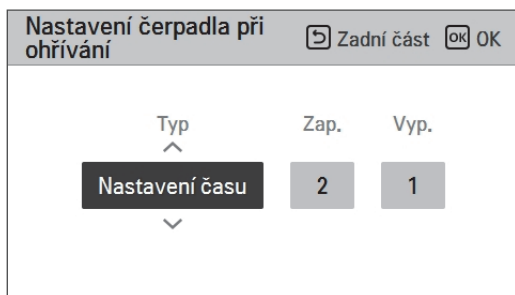 Nastavení čerpadla při
ohřívání
Zadní část OK OK
Typ Zap. Vyp.
Nastavení času 2 1